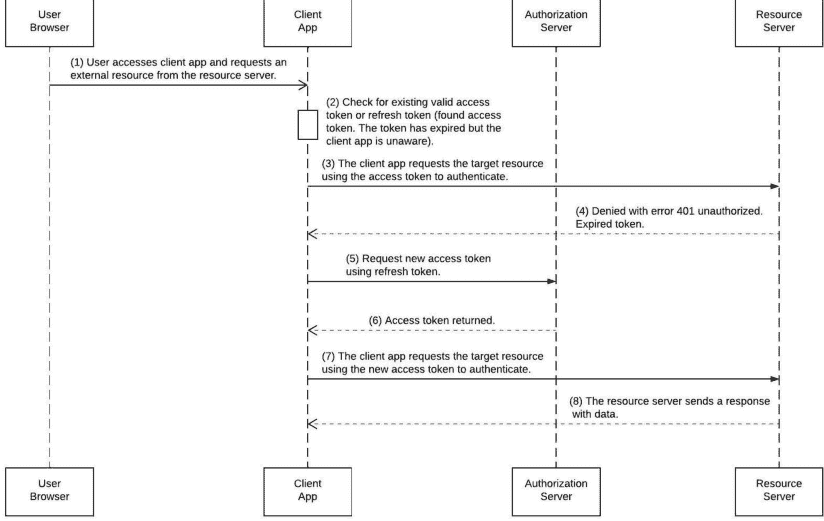 User
Browser
Client
App
Authorization
Server
Resource
Server
(1) User accesses client app and requests an
external resource from the resource server.
(2) Check for existing valid access
token or refresh token (found access
token. The token has expired but the
client app is unaware).
(3) The client app requests the target resource
using the access token to authenticate.
(4) Denied with error 401 unauthorized.
Expired token.
(5) Request new access token
using refresh token.
(6) Access token returned.
(7) The client app requests the target resource
using the new access token to authenticate.
(8) The resource server sends a response
with data.
User
Browser
Client
App
Authorization
Server
Resource
Server